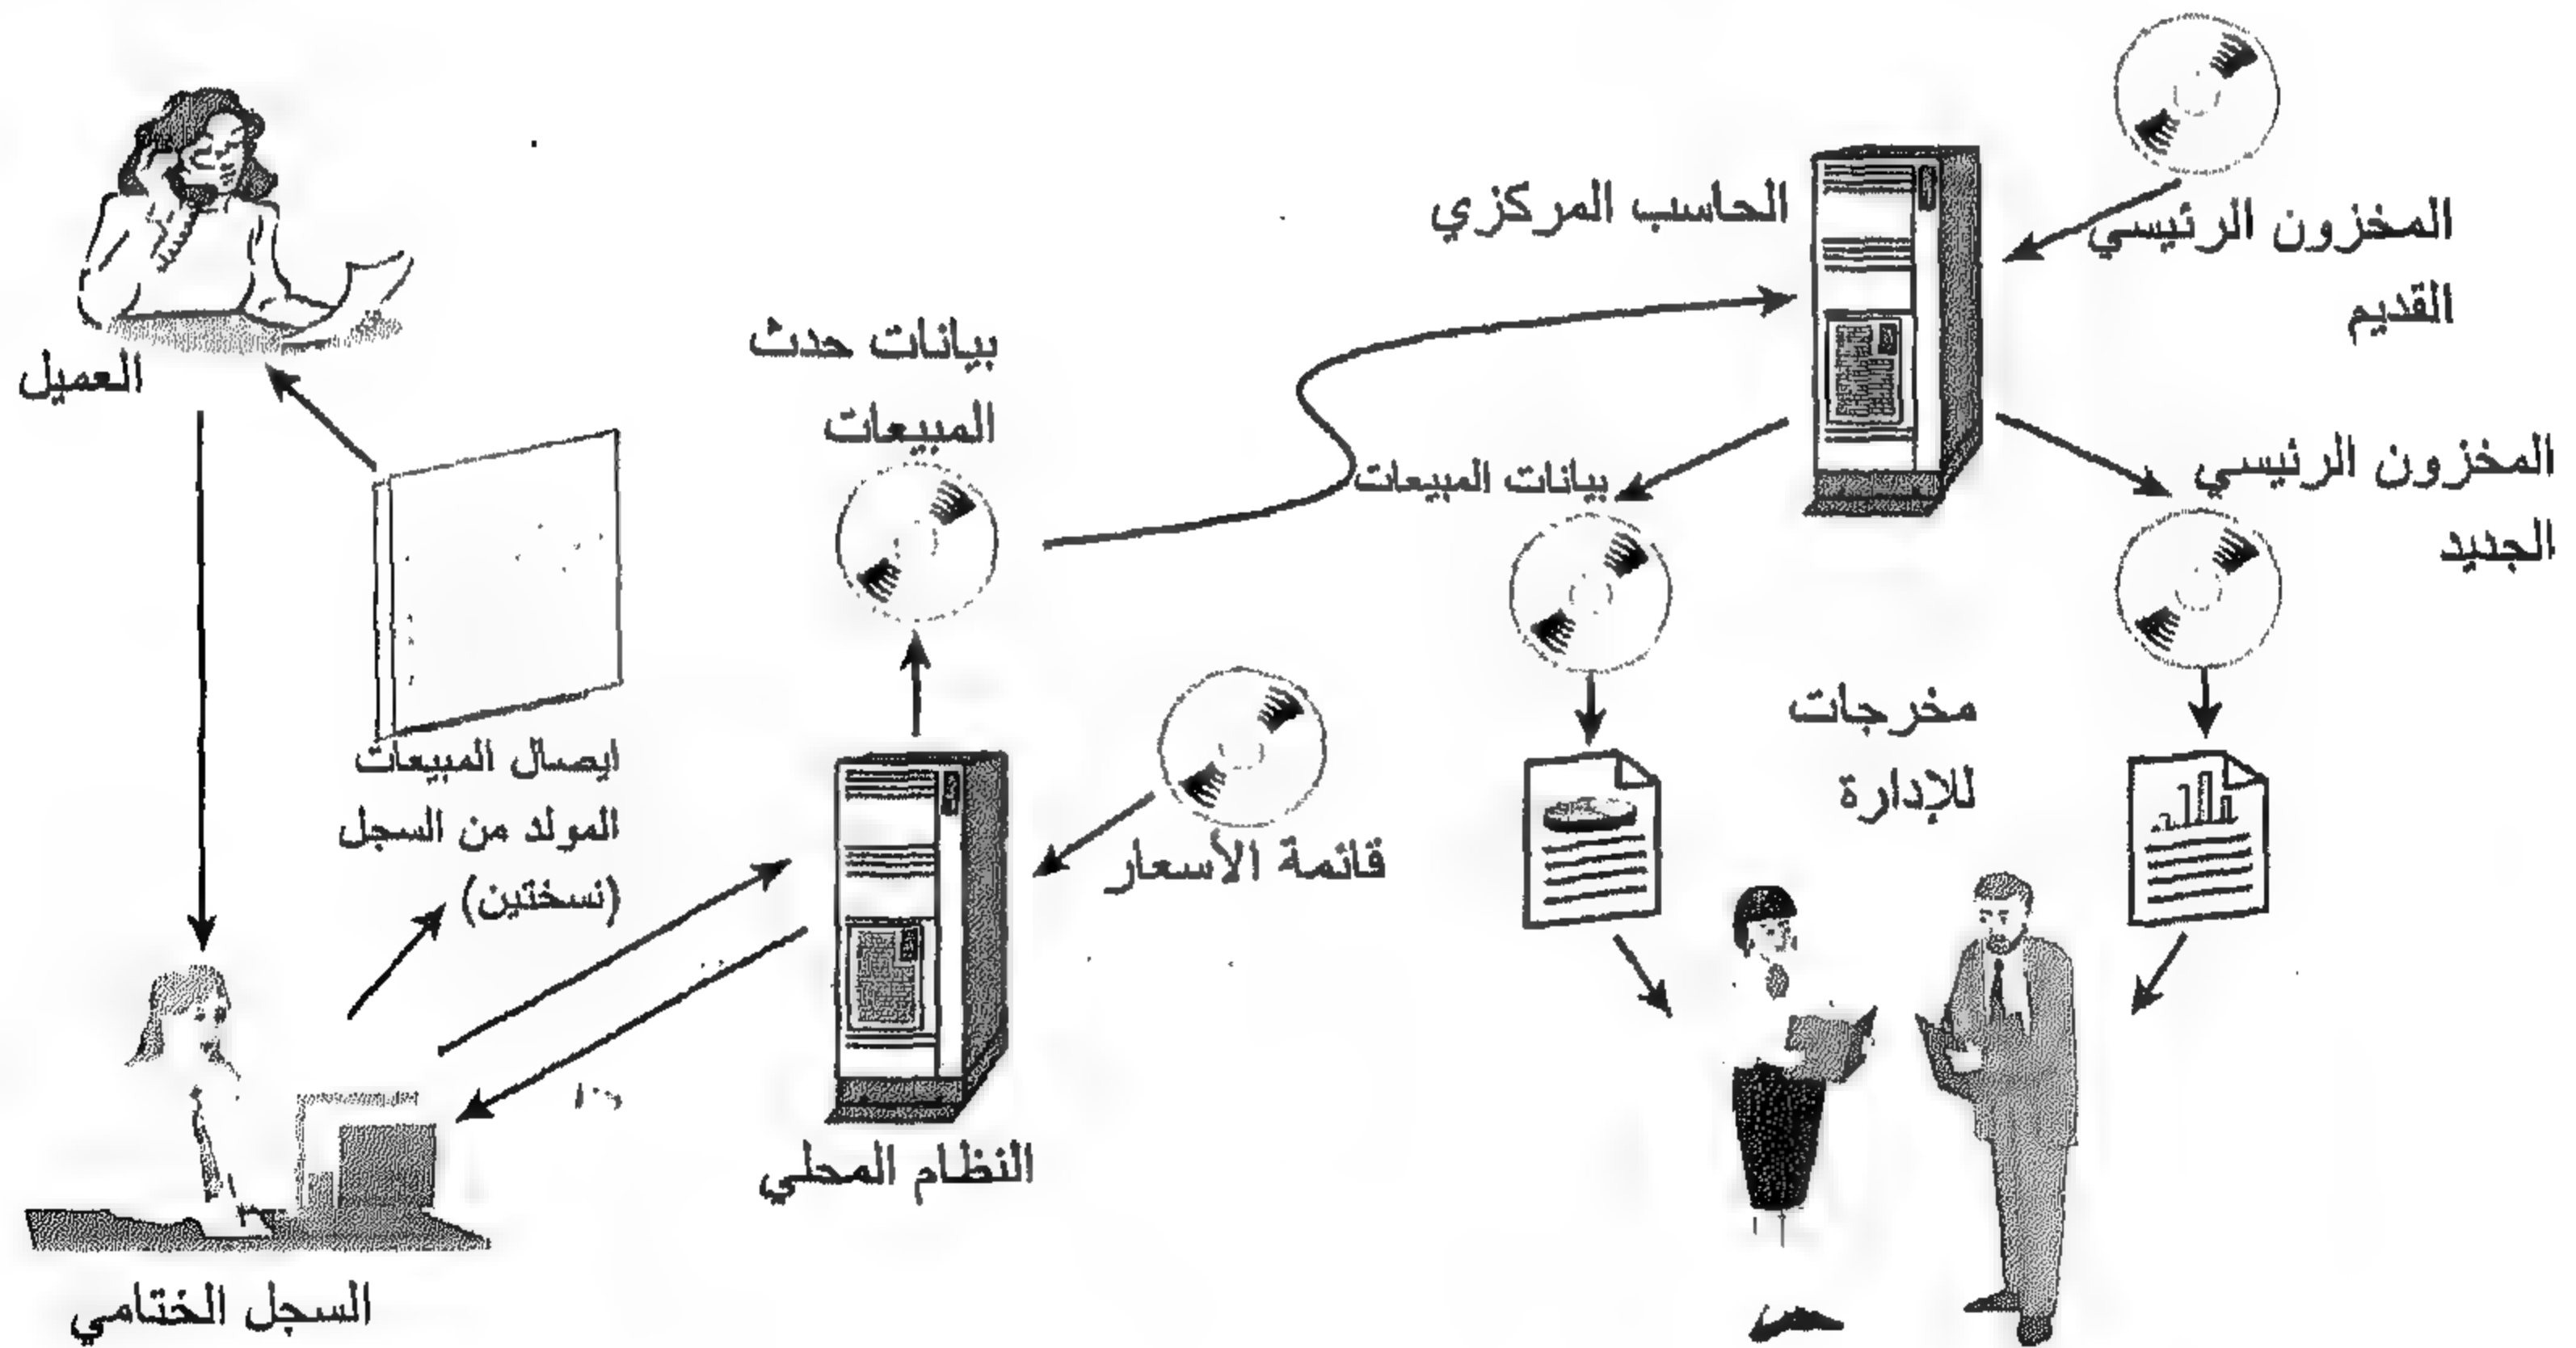 الحاسب المركزي
المخزون الرئيسي
القديم
بيانات حدث
المبيعات
العميل
المخزون الرئيسي
الجديد
بيانات المبيعات
ايصال المبيعات
المولد من السجل
(نسختين)
مخرجات
للإدارة
قائمة الأسعار
النظام المحلي
السجل الختامي